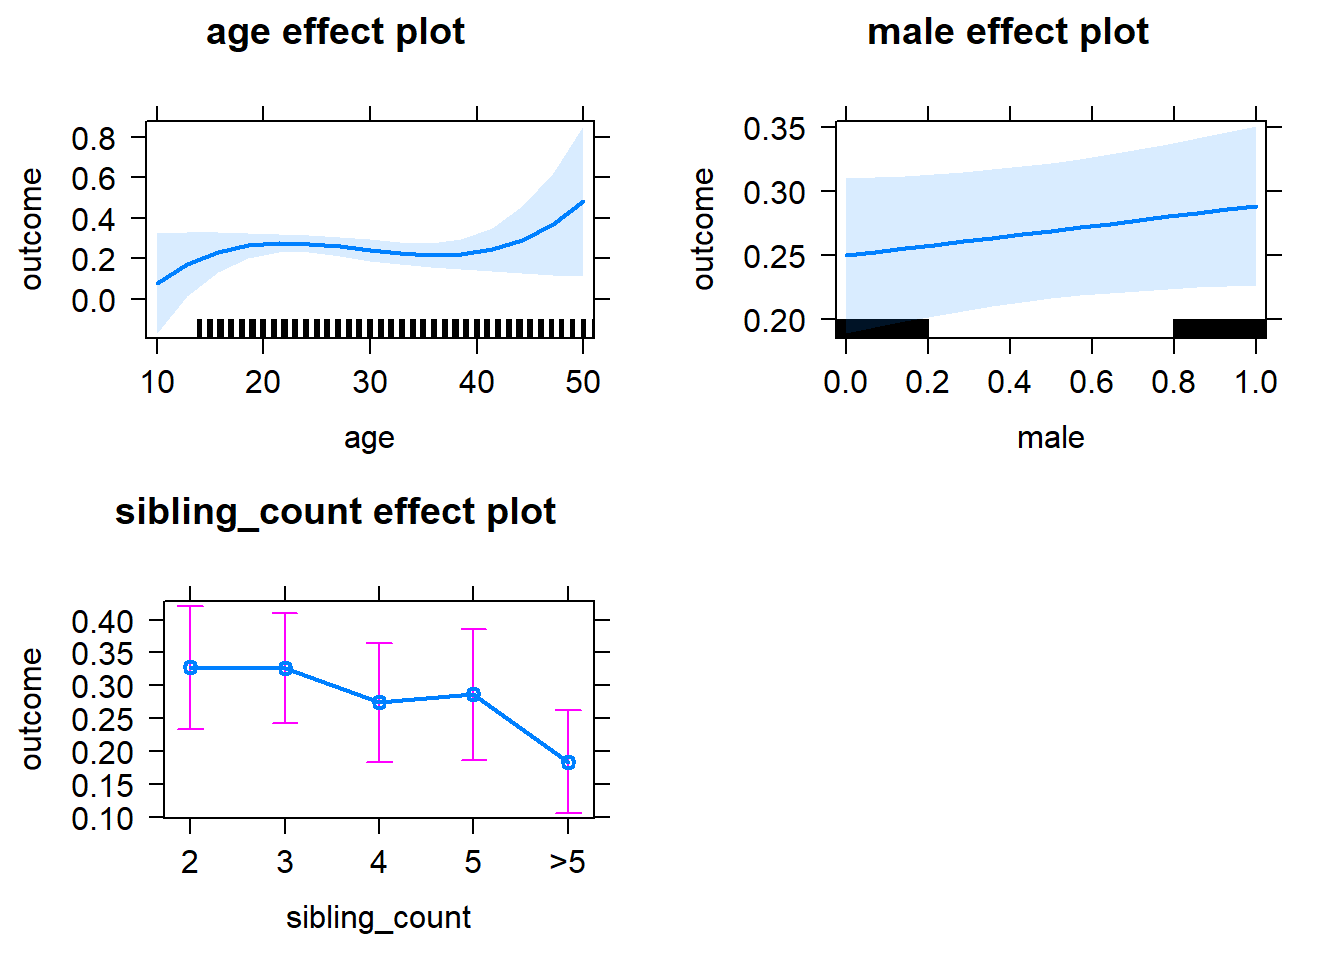 age effect plot
outcome
0.8
0.6
0.4
0.2
0.0
10 20 30 40 50
age
male effect plot
outcome
0.35
0.30
0.25
0.20
0.0 0.2 0.4 0.6 0.8 1.0
male
sibling_count effect plot
outcome
0.40
0.35
0.30
0.25
0.20
0.15
0.10
2 3 4 5 >5
sibling_count